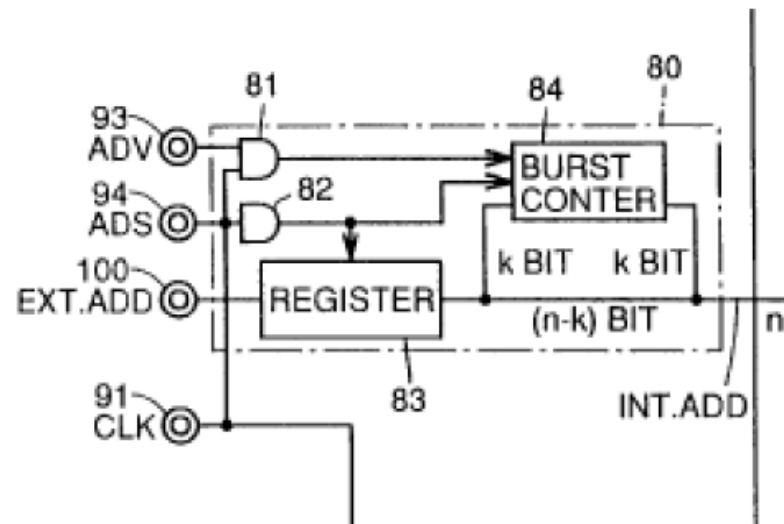 81
84
80
93
ADV
BURST
CONTER
82
94
ADS
100
k BIT k BIT
EXT.ADD
REGISTER
(n-k) BIT
n
91
83
INT.ADD
CLK